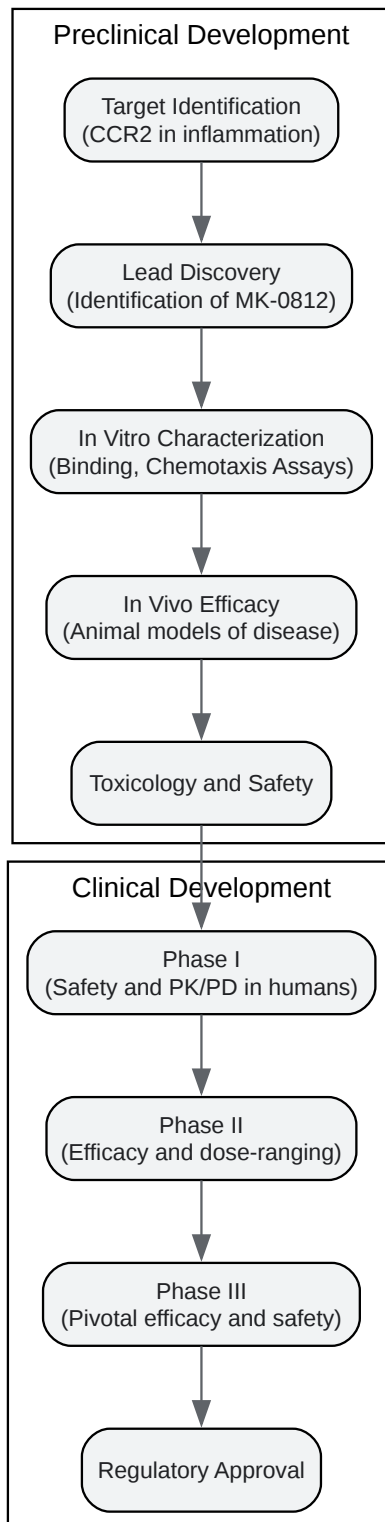 Preclinical Development
Target Identification
(CCR2 in inflammation)
Lead Discovery
(Identification of MK-0812)
In Vitro Characterization
(Binding, Chemotaxis Assays)
In Vivo Efficacy
(Animal models of disease)
Toxicology and Safety
Clinical Development
Phase I
(Safety and PK/PD in humans)
Phase II
(Efficacy and dose-ranging)
Phase III
(Pivotal efficacy and safety)
Regulatory Approval